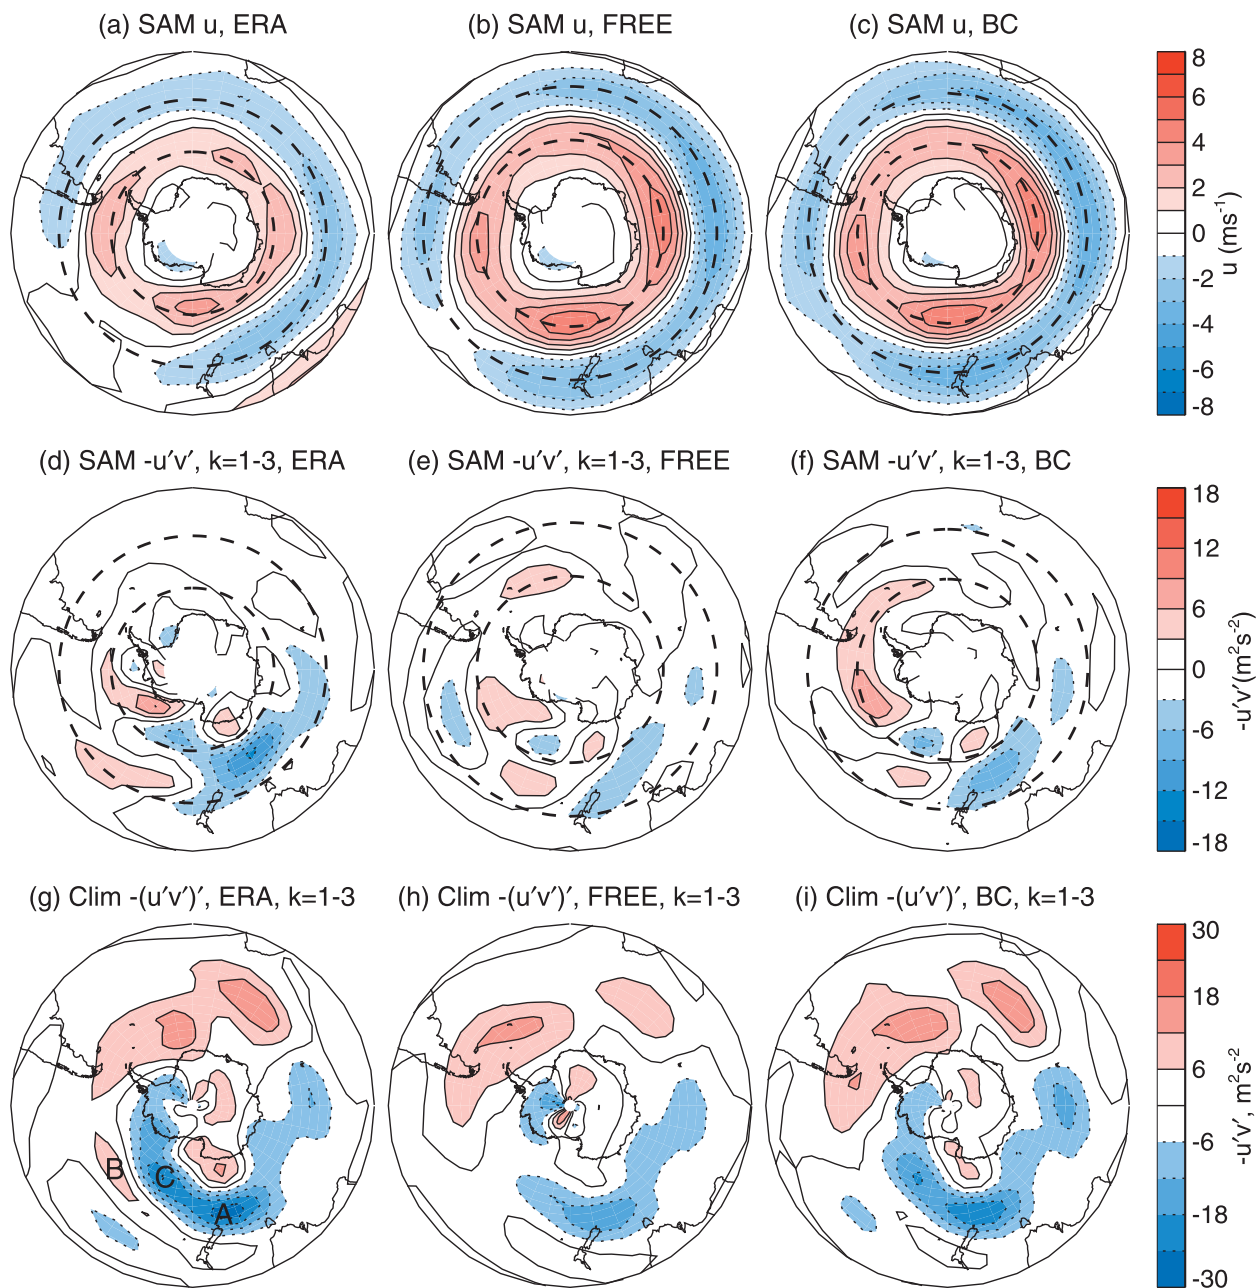 (a) SAM u, ERA
(b) SAM u, FREE
(c) SAM u, BC
8
6
4
2
0
-2
-4
-6
-8
u (ms⁻¹)
(d) SAM -u′v′, k=1-3, ERA
(e) SAM -u′v′, k=1-3, FREE
(f) SAM -u′v′, k=1-3, BC
18
12
6
0
-6
-12
-18
-u′v′(m²s⁻²)
(g) Clim -(u′v′)′, ERA, k=1-3
(h) Clim -(u′v′)′, FREE, k=1-3
(i) Clim -(u′v′)′, BC, k=1-3
B
C
A
30
18
6
-6
-18
-30
-u′v′, m²s⁻²